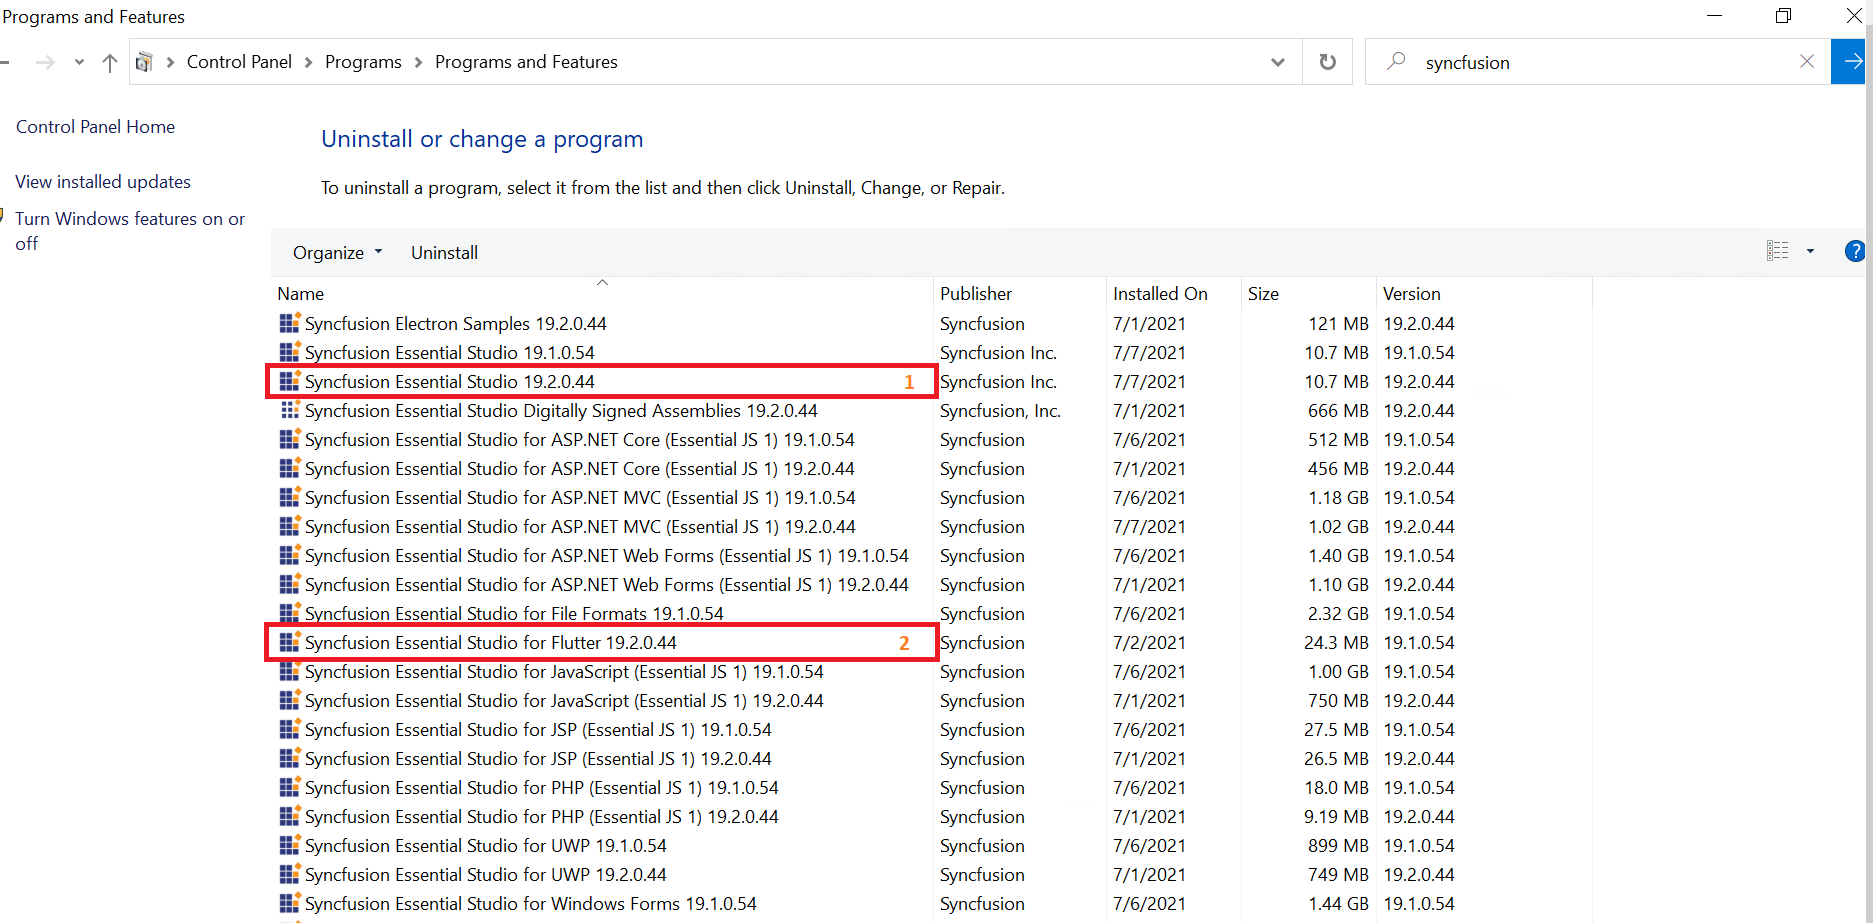 Programs and Features
Control Panel Programs Programs and Features
syncfusion
Control Panel Home
View installed updates
Turn Windows features on or
off
Uninstall or change a program
To uninstall a program, select it from the list and then click Uninstall, Change, or Repair.
Organize Uninstall ?
Name Publisher Installed On Size Version
Syncfusion Electron Samples 19.2.0.44 Syncfusion 7/1/2021 121 MB 19.2.0.44
Syncfusion Essential Studio 19.1.0.54 Syncfusion Inc. 7/7/2021 10.7 MB 19.1.0.54
Syncfusion Essential Studio 19.2.0.44 1 Syncfusion Inc. 7/7/2021 10.7 MB 19.2.0.44
Syncfusion Essential Studio Digitally Signed Assemblies 19.2.0.44 Syncfusion, Inc. 7/1/2021 666 MB 19.2.0.44
Syncfusion Essential Studio for ASP.NET Core (Essential JS 1) 19.1.0.54 Syncfusion 7/6/2021 512 MB 19.1.0.54
Syncfusion Essential Studio for ASP.NET Core (Essential JS 1) 19.2.0.44 Syncfusion 7/1/2021 456 MB 19.2.0.44
Syncfusion Essential Studio for ASP.NET MVC (Essential JS 1) 19.1.0.54 Syncfusion 7/6/2021 1.18 GB 19.1.0.54
Syncfusion Essential Studio for ASP.NET MVC (Essential JS 1) 19.2.0.44 Syncfusion 7/7/2021 1.02 GB 19.2.0.44
Syncfusion Essential Studio for ASP.NET Web Forms (Essential JS 1) 19.1.0.54 Syncfusion 7/6/2021 1.40 GB 19.1.0.54
Syncfusion Essential Studio for ASP.NET Web Forms (Essential JS 1) 19.2.0.44 Syncfusion 7/1/2021 1.10 GB 19.2.0.44
Syncfusion Essential Studio for File Formats 19.1.0.54 Syncfusion 7/6/2021 2.32 GB 19.1.0.54
Syncfusion Essential Studio for Flutter 19.2.0.44 2 Syncfusion 7/2/2021 24.3 MB 19.1.0.54
Syncfusion Essential Studio for JavaScript (Essential JS 1) 19.1.0.54 Syncfusion 7/6/2021 1.00 GB 19.1.0.54
Syncfusion Essential Studio for JavaScript (Essential JS 1) 19.2.0.44 Syncfusion 7/1/2021 750 MB 19.2.0.44
Syncfusion Essential Studio for JSP (Essential JS 1) 19.1.0.54 Syncfusion 7/6/2021 27.5 MB 19.1.0.54
Syncfusion Essential Studio for JSP (Essential JS 1) 19.2.0.44 Syncfusion 7/1/2021 26.5 MB 19.2.0.44
Syncfusion Essential Studio for PHP (Essential JS 1) 19.1.0.54 Syncfusion 7/6/2021 18.0 MB 19.1.0.54
Syncfusion Essential Studio for PHP (Essential JS 1) 19.2.0.44 Syncfusion 7/1/2021 9.19 MB 19.2.0.44
Syncfusion Essential Studio for UWP 19.1.0.54 Syncfusion 7/6/2021 899 MB 19.1.0.54
Syncfusion Essential Studio for UWP 19.2.0.44 Syncfusion 7/1/2021 749 MB 19.2.0.44
Syncfusion Essential Studio for Windows Forms 19.1.0.54 Syncfusion 7/6/2021 1.44 GB 19.1.0.54